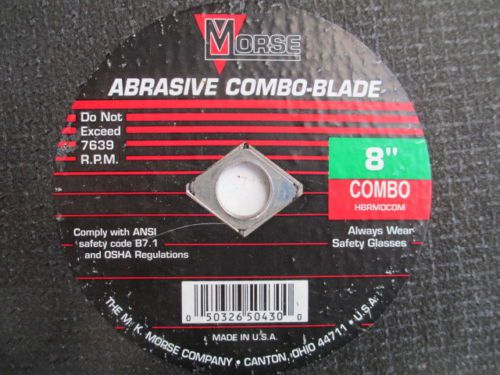 MORSE
ABRASIVE COMBO-BLADE
Do Not
Exceed
7639
R.P.M.
8"
COMBO
HBRMDCOM
Comply with ANSI
safety code B7.1
and OSHA Regulations
Always Wear
Safety Glasses
0 50326 50430 0
MADE IN U.S.A.
THE M. K. MORSE COMPANY • CANTON, OHIO 44711 • U.S.A.